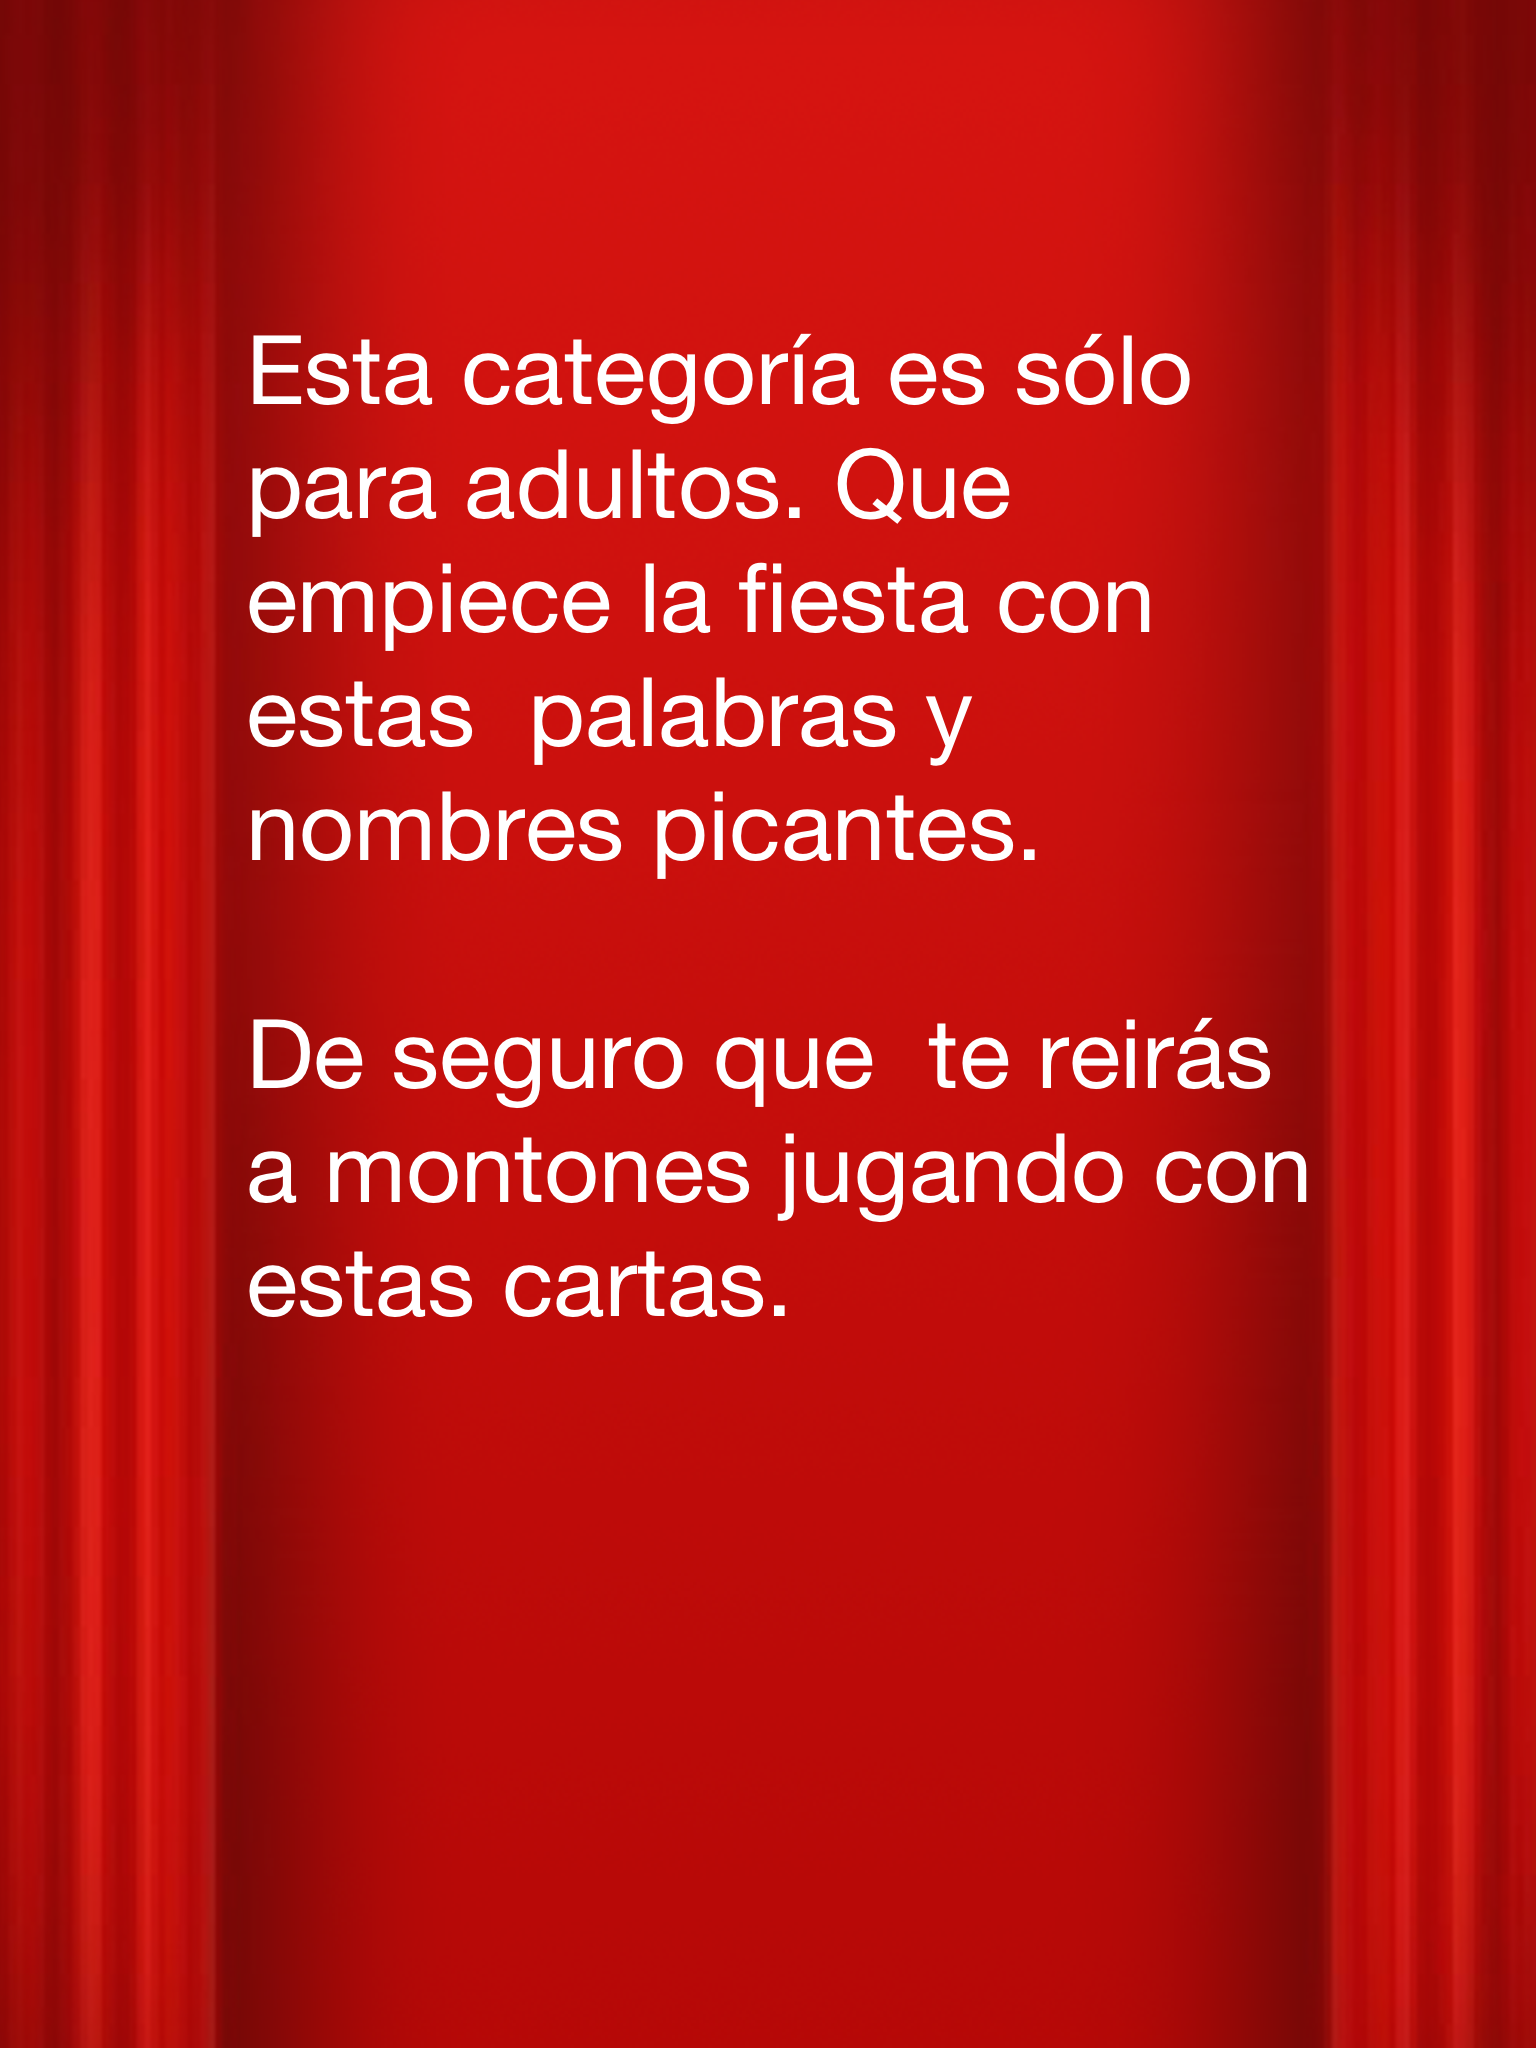 Esta categoría es sólo
para adultos. Que
empiece la fiesta con
estas  palabras y
nombres picantes.
De seguro que  te reirás
a montones jugando con
estas cartas.